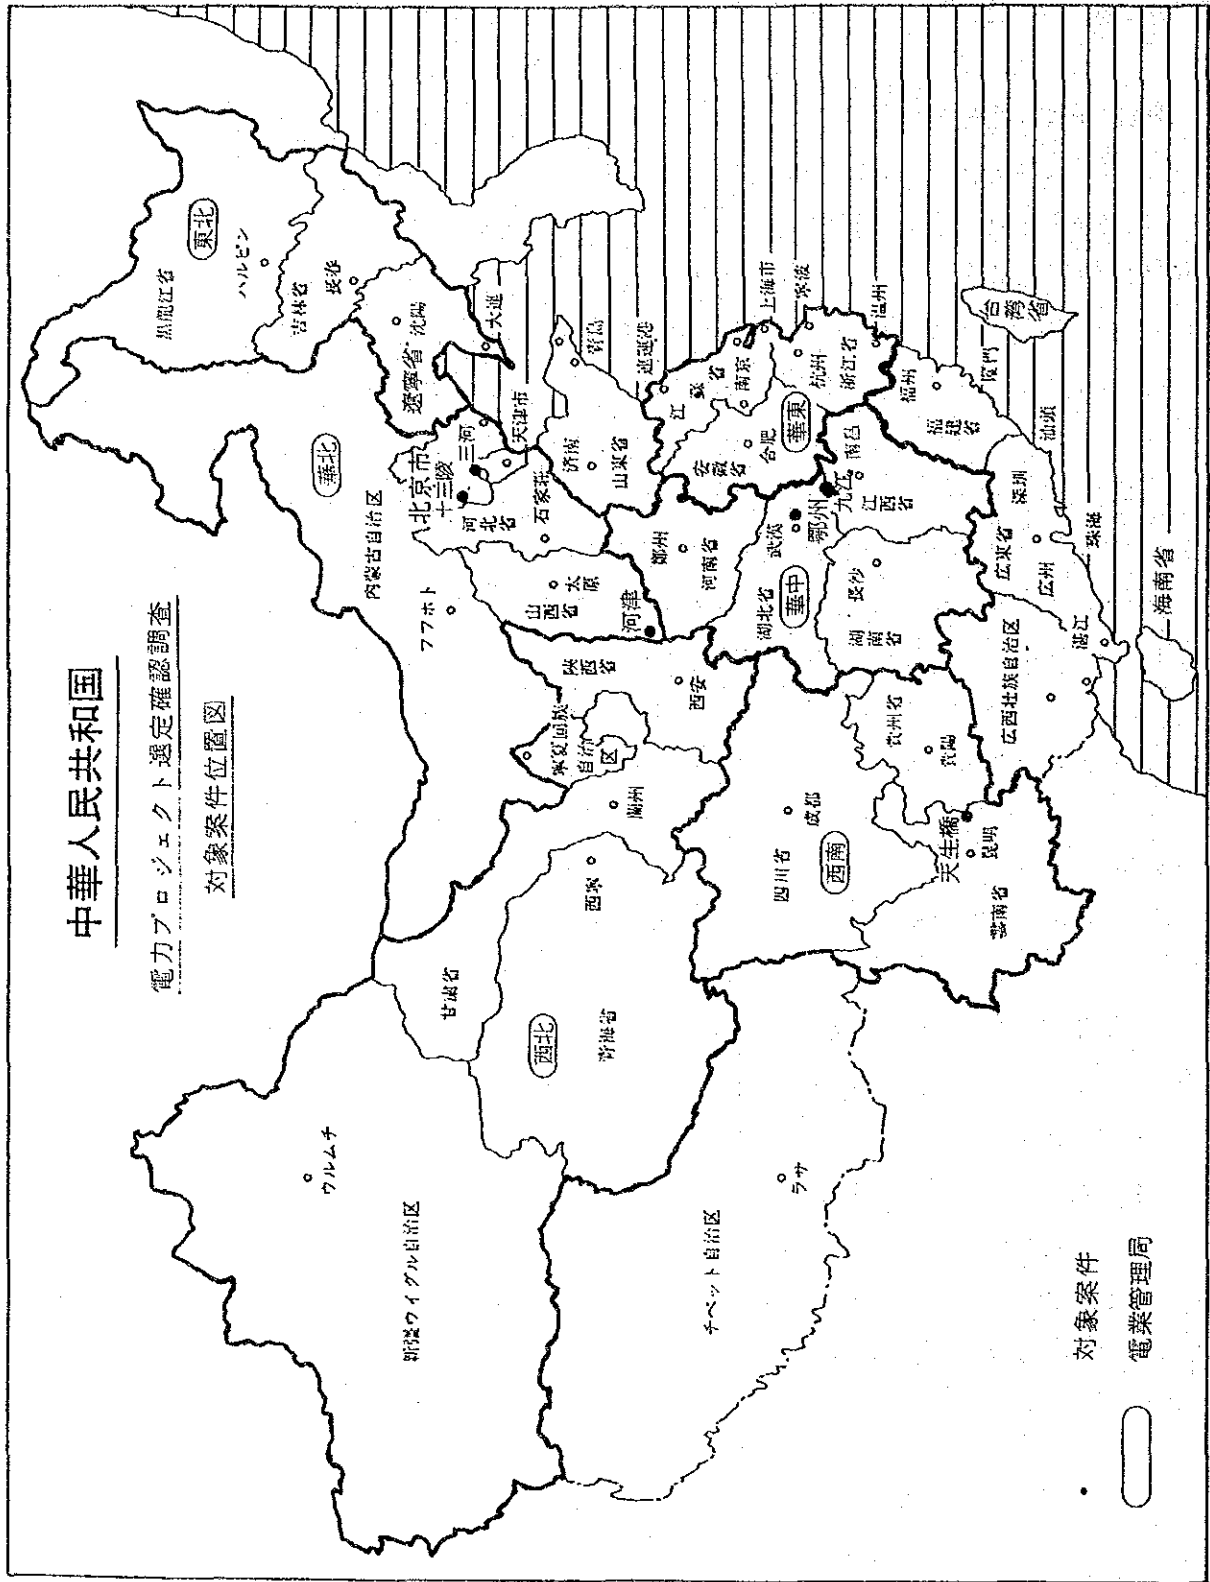 中華人民共和国
電力プロジェクト選定確認調査
対象案件位置図
黒龍江省
東北
ハルビン
吉林省
長春
遼寧省
沈陽
大連
華北
内蒙古自治区
フフホト
北京市
十三陵
三河
天津市
河北省
石家荘
山西省
太原
河津
済南
山東省
青島
連運港
江蘇省
南京
上海市
寧波
安徽省
合肥
華東
杭州
浙江省
温州
鄭州
河南省
武漢
鄂州
湖北省
華中
九江
南昌
江西省
湖南省
長沙
福州
福建省
厦門
台湾省
汕頭
深圳
広東省
広州
珠海
湛江
海南省
広西壮族自治区
陝西省
西安
寧夏回族
自治
区
蘭州
甘粛省
西寧
西北
青海省
ウルムチ
新疆ウイグル自治区
チベット自治区
ラサ
四川省
成都
西南
貴州省
貴陽
天生橋
昆明
雲南省
対象案件
電業管理局